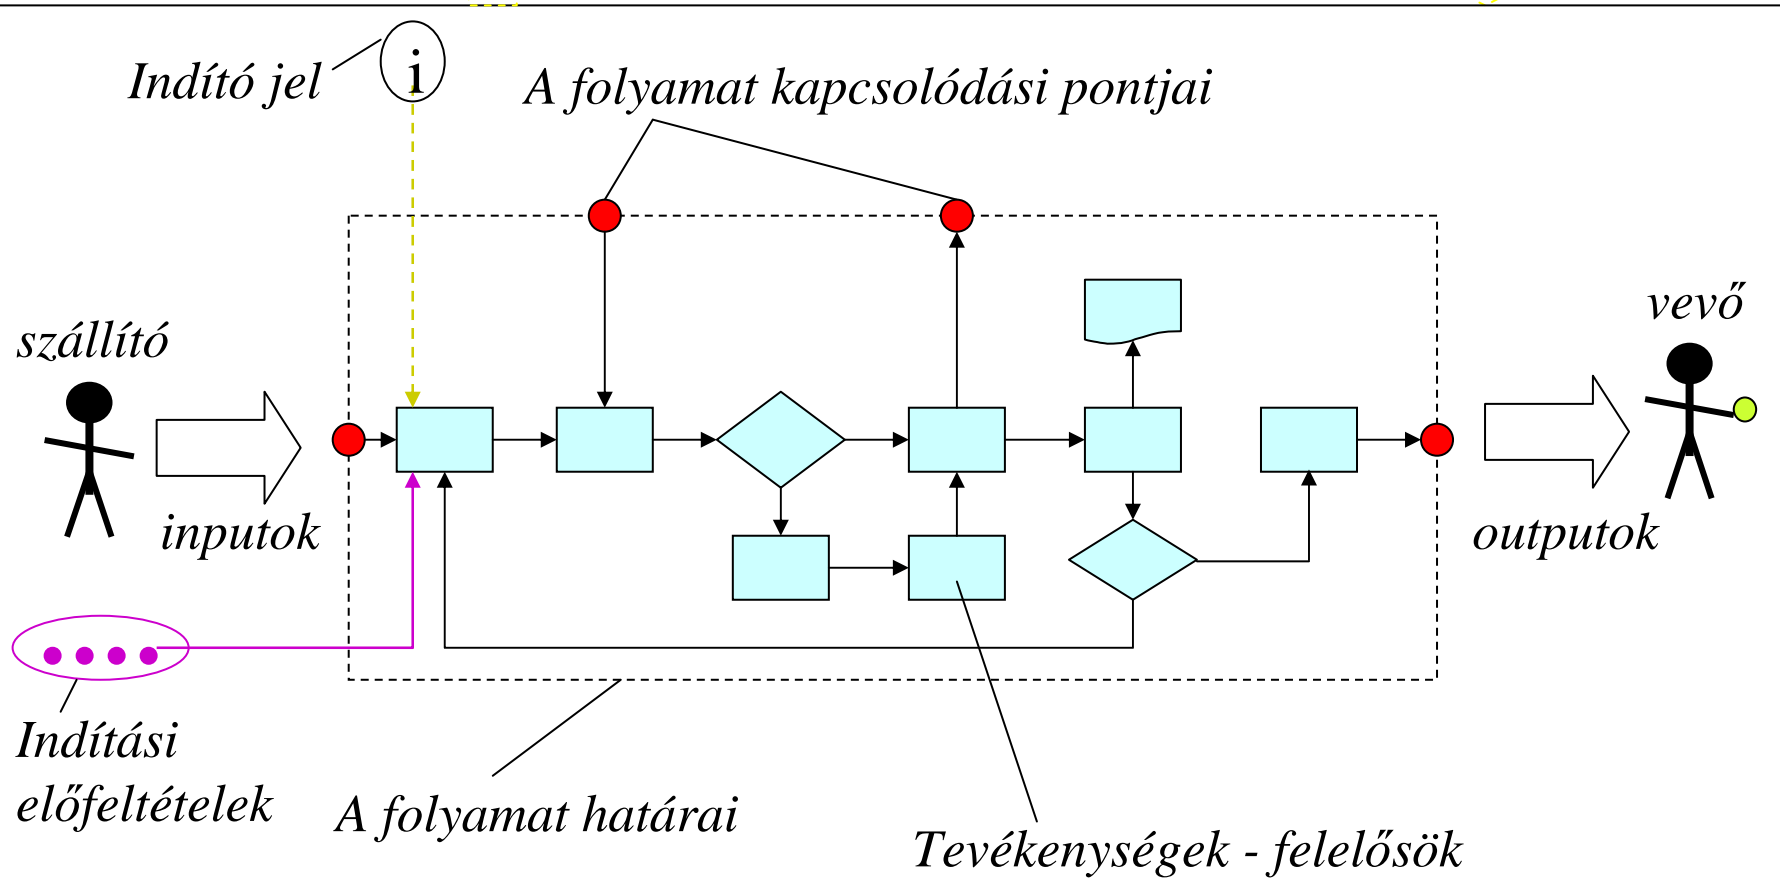 Indító jel
i
A folyamat kapcsolódási pontjai
szállító
vevő
inputok
outputok
Indítási
előfeltételek
A folyamat határai
Tevékenységek - felelősök